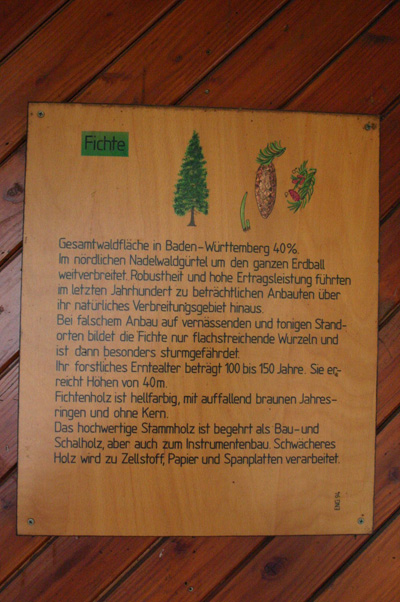 Fichte
Gesamtwaldfläche in Baden-Württemberg 40%.
Im nördlichen Nadelwaldgürtel um den ganzen Erdball
weitverbreitet. Robustheit und hohe Ertragsleistung führten
im letzten Jahrhundert zu beträchtlichen Anbauten über
ihr natürliches Verbreitungsgebiet hinaus.
Bei falschem Anbau auf vernässenden und tonigen Stand-
orten bildet die Fichte nur flachstreichende Wurzeln und
ist dann besonders sturmgefährdet.
Ihr forstliches Erntealter beträgt 100 bis 150 Jahre. Sie er-
reicht Höhen von 40m.
Fichtenholz ist hellfarbig, mit auffallend braunen Jahres-
ringen und ohne Kern.
Das hochwertige Stammholz ist begehrt als Bau- und
Schalholz, aber auch zum Instrumentenbau. Schwächeres
Holz wird zu Zellstoff, Papier und Spanplatten verarbeitet.